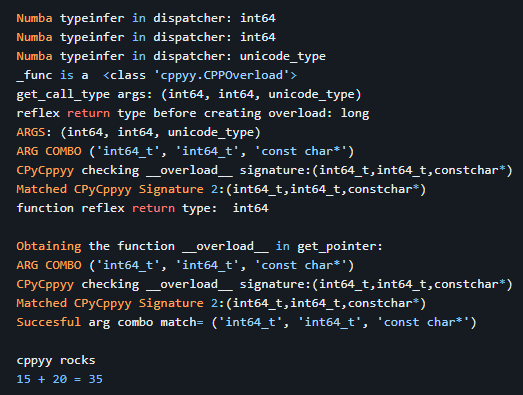 Numba typeinfer in dispatcher: int64
Numba typeinfer in dispatcher: int64
Numba typeinfer in dispatcher: unicode_type
_func is a  <class 'cppyy.CPPOverload'>
get_call_type args: (int64, int64, unicode_type)
reflex return type before creating overload: long
ARGS: (int64, int64, unicode_type)
ARG COMBO ('int64_t', 'int64_t', 'const char*')
CPyCppyy checking __overload__ signature:(int64_t,int64_t,constchar*)
Matched CPyCppyy Signature 2:(int64_t,int64_t,constchar*)
function reflex return type:  int64
Obtaining the function __overload__ in get_pointer:
ARG COMBO ('int64_t', 'int64_t', 'const char*')
CPyCppyy checking __overload__ signature:(int64_t,int64_t,constchar*)
Matched CPyCppyy Signature 2:(int64_t,int64_t,constchar*)
Succesful arg combo match= ('int64_t', 'int64_t', 'const char*')
cppyy rocks
15 + 20 = 35